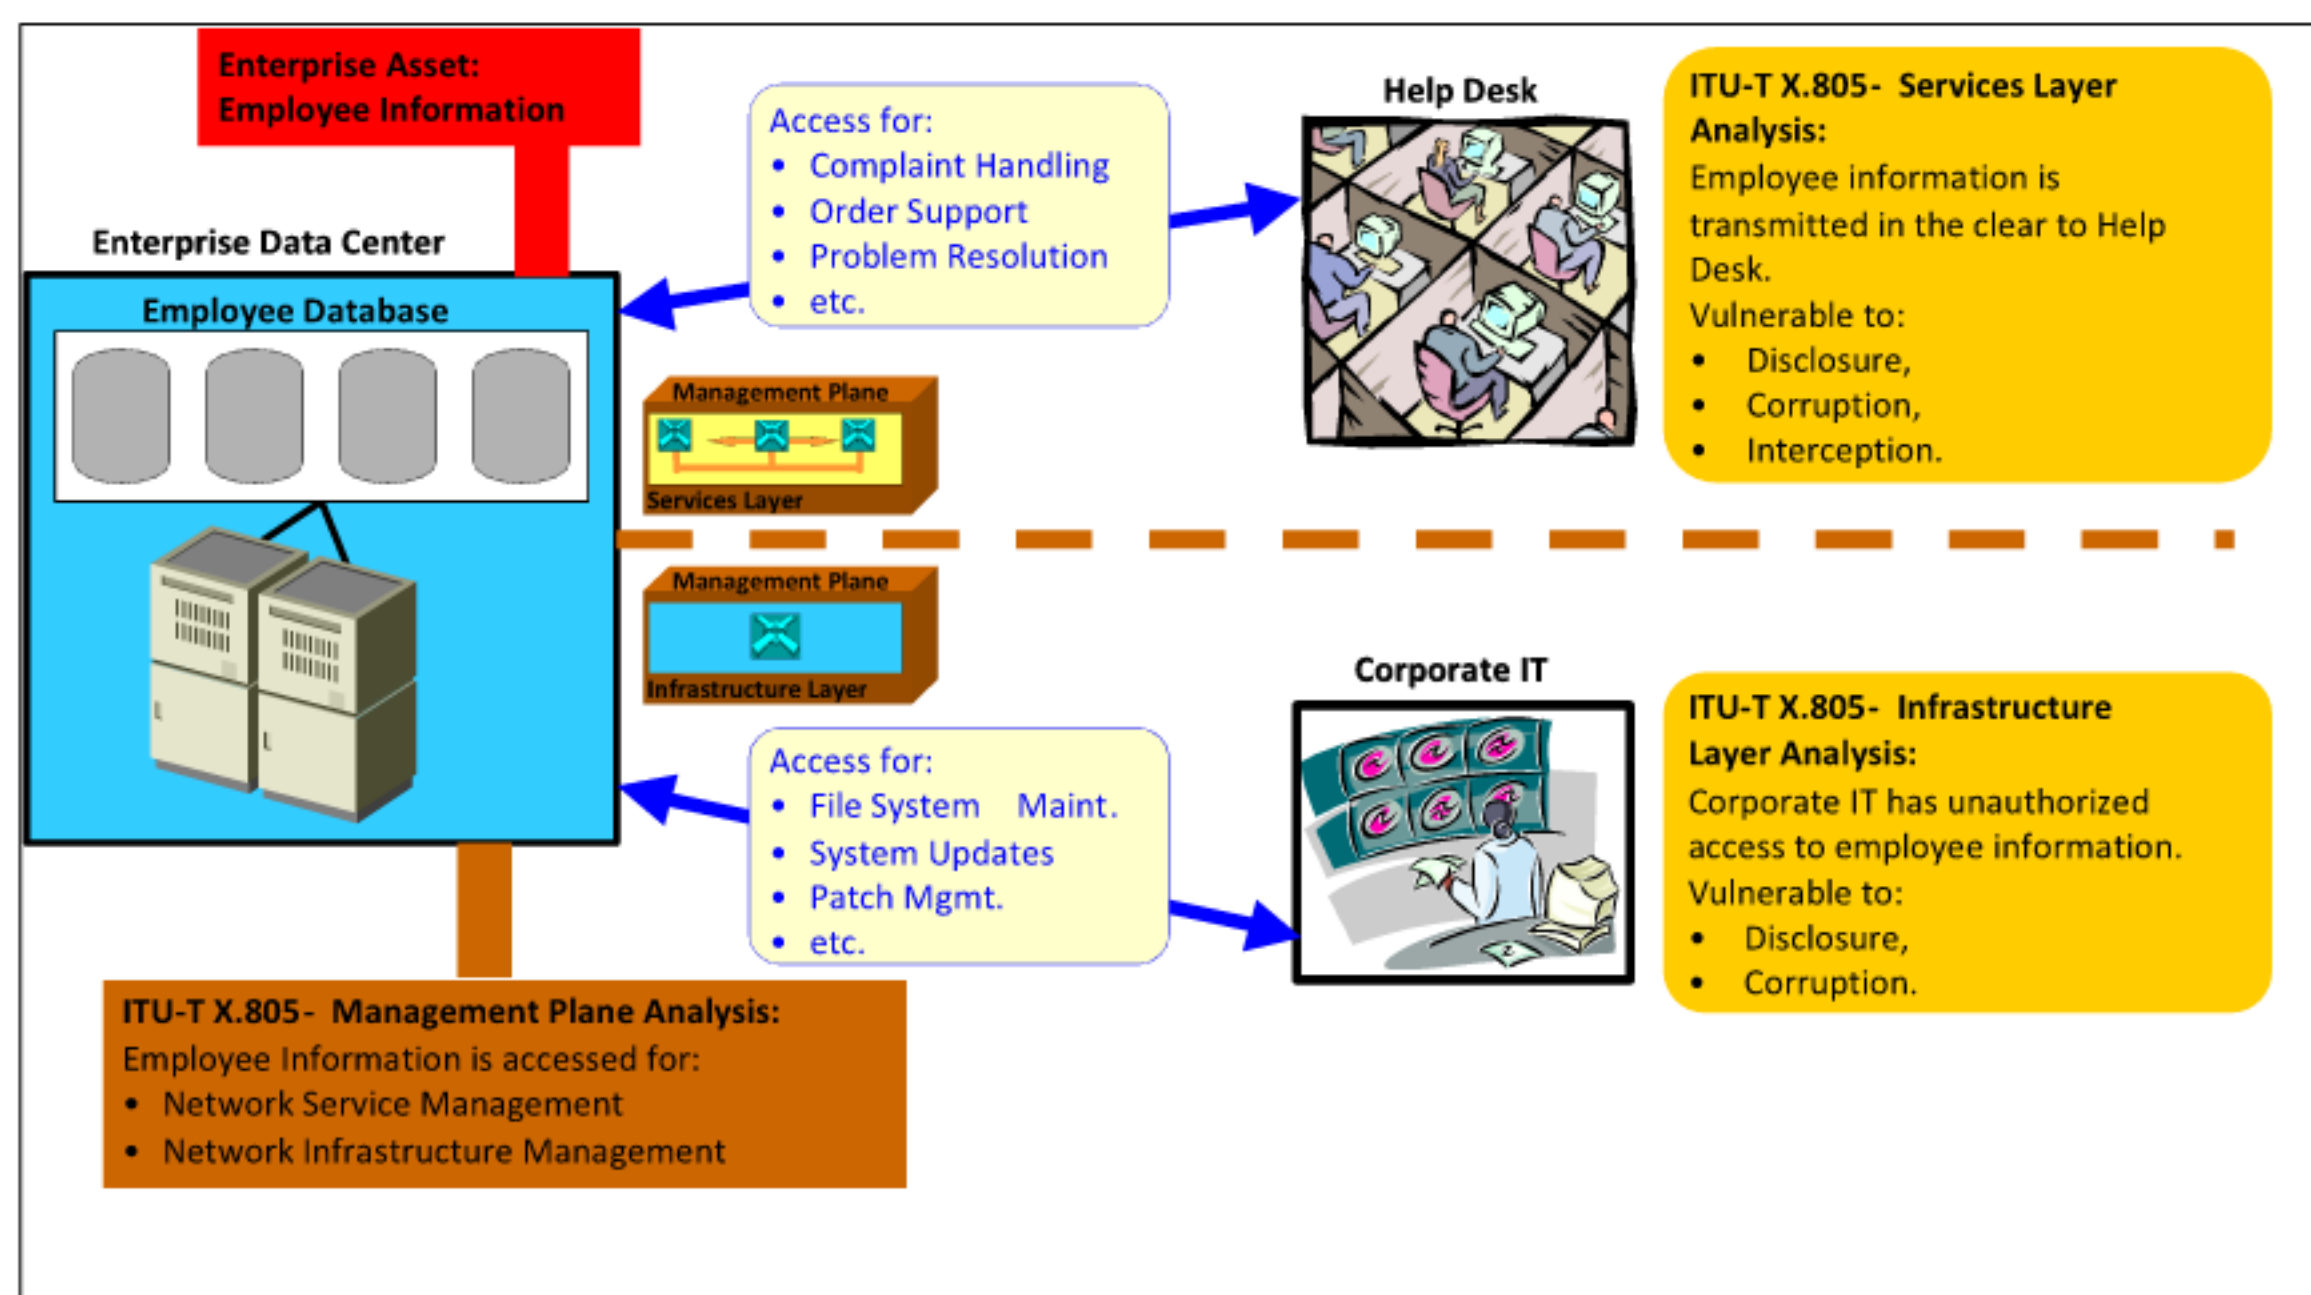 Enterprise Asset:
Employee Information
Enterprise Data Center
Employee Database
Access for:
• Complaint Handling
• Order Support
• Problem Resolution
• etc.
Help Desk
ITU-T X.805- Services Layer
Analysis:
Employee information is
transmitted in the clear to Help
Desk.
Vulnerable to:
• Disclosure,
• Corruption,
• Interception.
Management Plane
Services Layer
Management Plane
Infrastructure Layer
Access for:
• File System Maint.
• System Updates
• Patch Mgmt.
• etc.
Corporate IT
ITU-T X.805- Infrastructure
Layer Analysis:
Corporate IT has unauthorized
access to employee information.
Vulnerable to:
• Disclosure,
• Corruption.
ITU-T X.805- Management Plane Analysis:
Employee Information is accessed for:
• Network Service Management
• Network Infrastructure Management